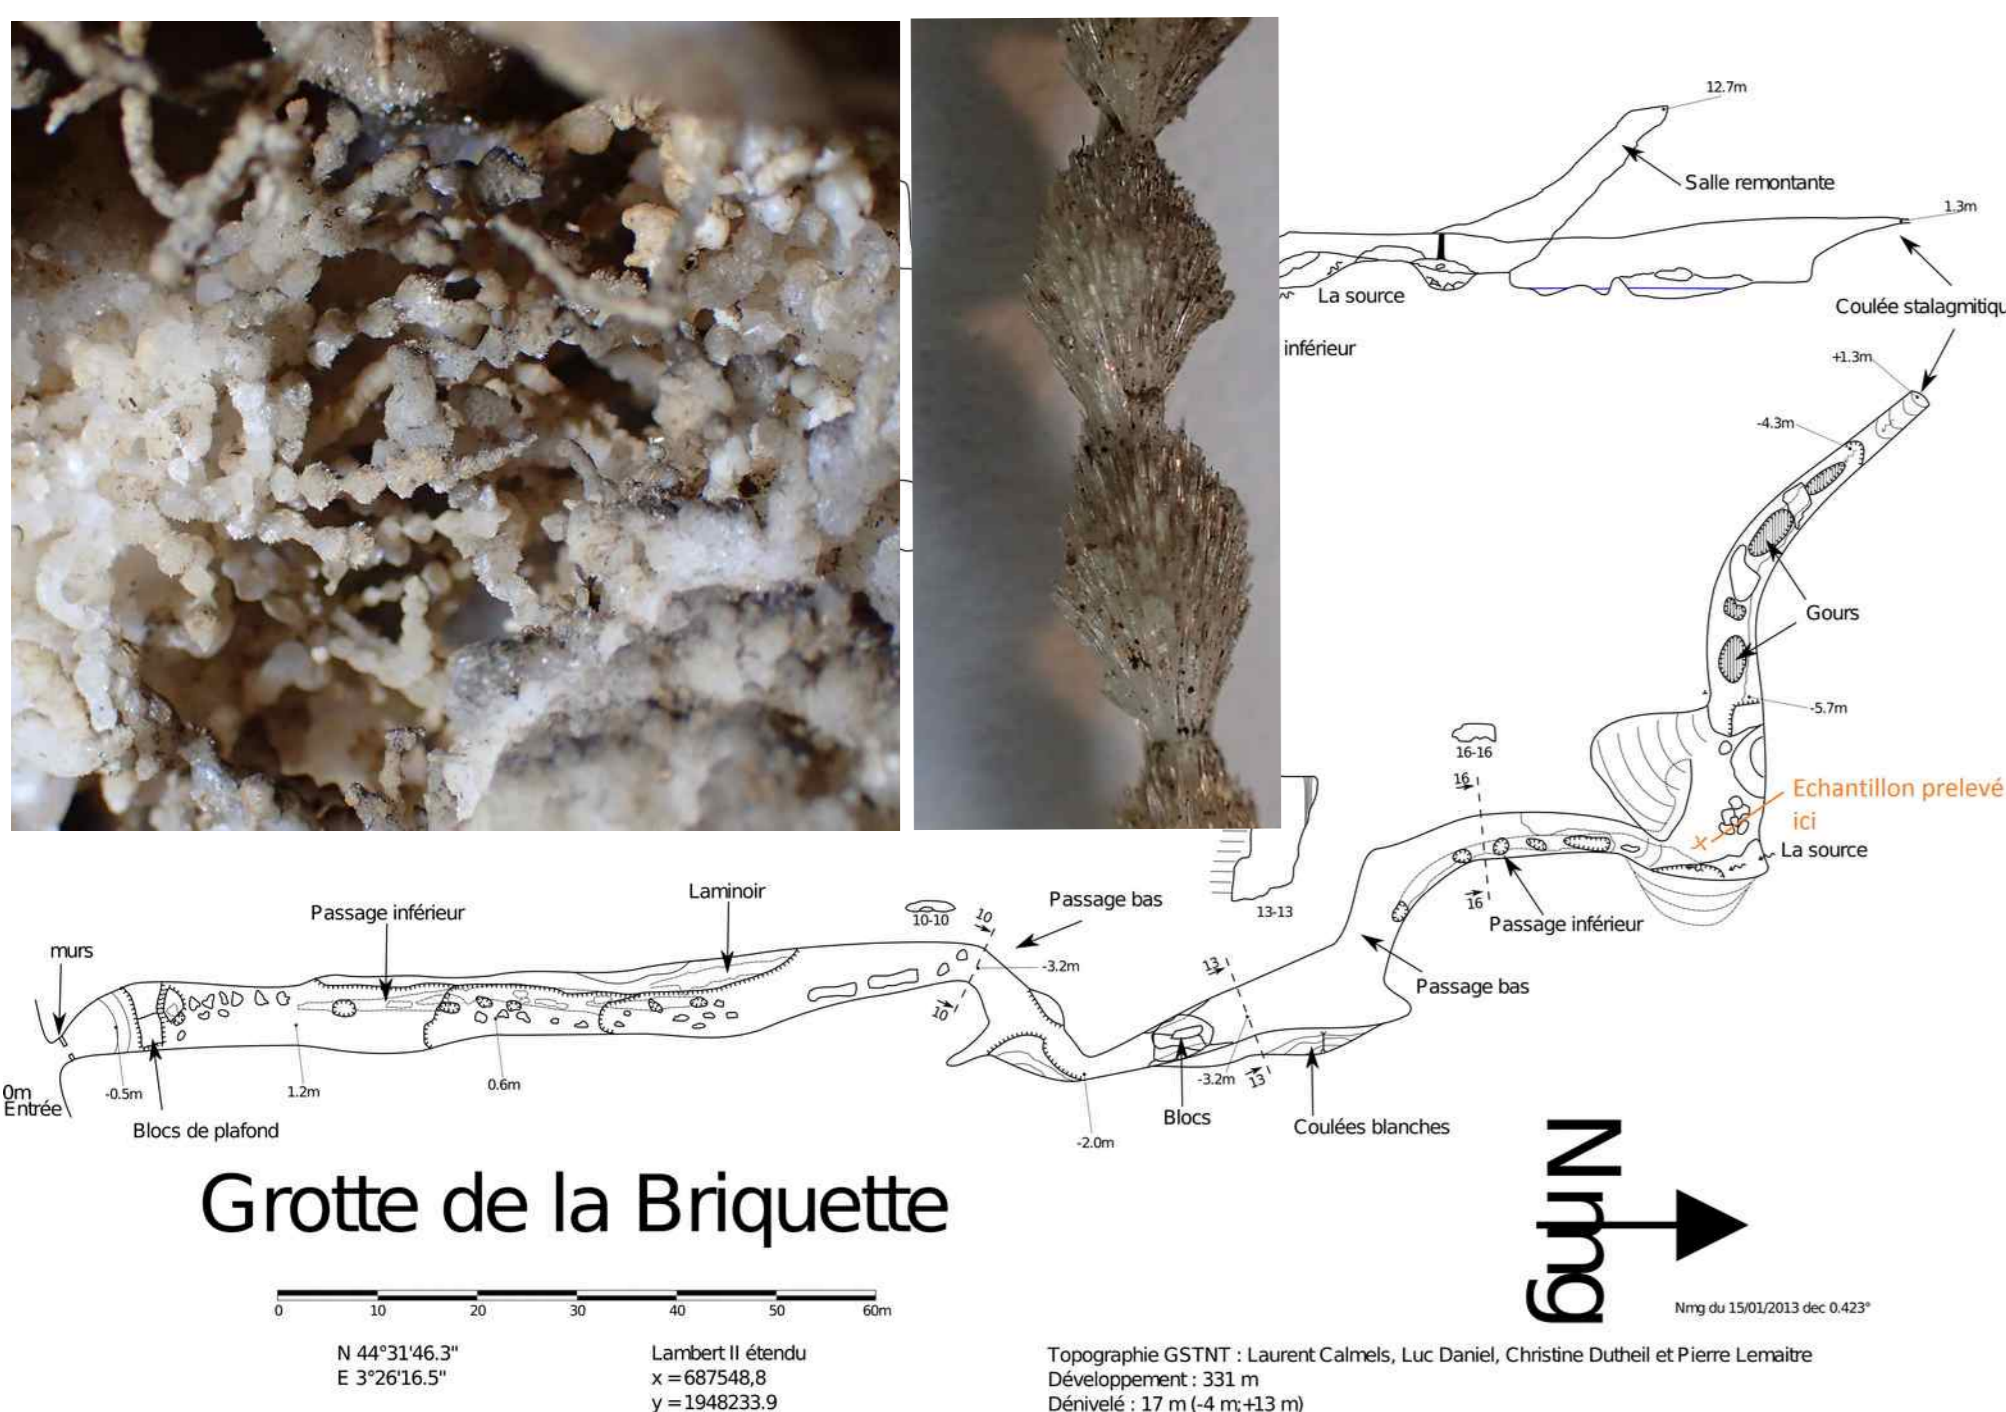 12.7m
Salle remontante
1.3m
La source
Coulée stalagmitiqu
inférieur
+1.3m
-4.3m
Gours
-5.7m
16-16
16
Echantillon prelevé
ici
La source
13-13
16
Passage inférieur
Laminoir
Passage inférieur
10-10
10
Passage bas
murs
-3.2m
13
Passage bas
10
0m
Entrée
-0.5m
1.2m
0.6m
-3.2m
13
Blocs de plafond
-2.0m
Blocs
Coulées blanches
Grotte de la Briquette
Nmg
0 10 20 30 40 50 60m
Nmg du 15/01/2013 dec 0.423°
N 44°31'46.3"
E 3°26'16.5"
Lambert II étendu
x = 687548,8
y = 1948233.9
Topographie GSTNT : Laurent Calmels, Luc Daniel, Christine Dutheil et Pierre Lemaitre
Développement : 331 m
Dénivelé : 17 m (-4 m;+13 m)